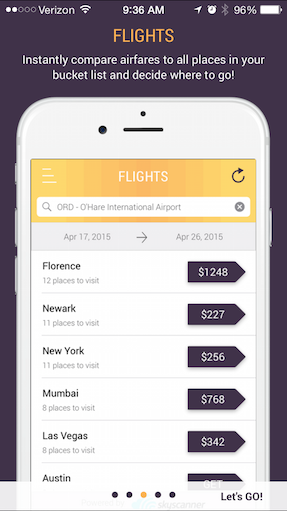 Verizon 9:36 AM 96%
FLIGHTS
Instantly compare airfares to all places in your
bucket list and decide where to go!
FLIGHTS
ORD - O'Hare International Airport
Apr 17, 2015 Apr 26, 2015
Florence $1248
12 places to visit
Newark $227
11 places to visit
New York $256
11 places to visit
Mumbai $768
8 places to visit
Las Vegas $342
8 places to visit
Austin GET
skyscanner
Let's GO!